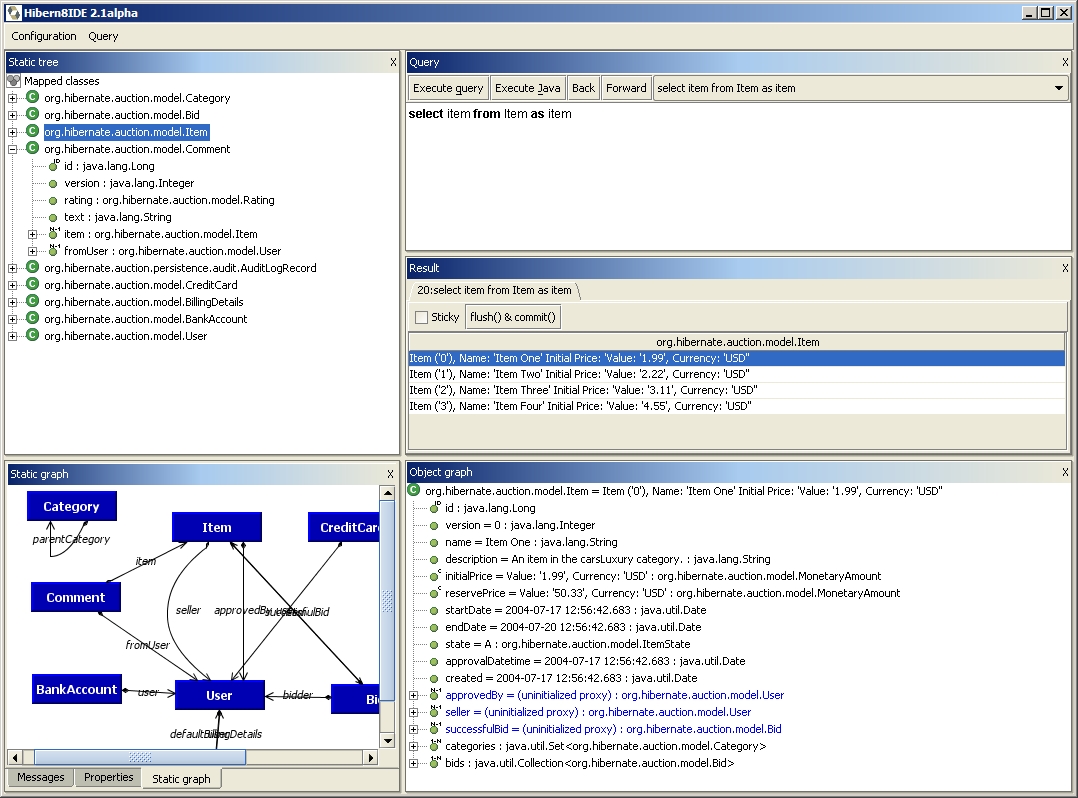 Hibern8IDE 2.1alpha
Configuration Query
Static tree X
Mapped classes
org.hibernate.auction.model.Category
org.hibernate.auction.model.Bid
org.hibernate.auction.model.Item
org.hibernate.auction.model.Comment
id : java.lang.Long
version : java.lang.Integer
rating : org.hibernate.auction.model.Rating
text : java.lang.String
item : org.hibernate.auction.model.Item
fromUser : org.hibernate.auction.model.User
org.hibernate.auction.persistence.audit.AuditLogRecord
org.hibernate.auction.model.CreditCard
org.hibernate.auction.model.BillingDetails
org.hibernate.auction.model.BankAccount
org.hibernate.auction.model.User
Query X
Execute query Execute Java Back Forward select item from Item as item
select item from Item as item
Result X
20:select item from Item as item
Sticky flush() & commit()
org.hibernate.auction.model.Item
Item ('0'), Name: 'Item One' Initial Price: 'Value: '1.99', Currency: 'USD''
Item ('1'), Name: 'Item Two' Initial Price: 'Value: '2.22', Currency: 'USD''
Item ('2'), Name: 'Item Three' Initial Price: 'Value: '3.11', Currency: 'USD''
Item ('3'), Name: 'Item Four' Initial Price: 'Value: '4.55', Currency: 'USD''
Static graph X
Category
Item
CreditCar
parentCategory
item
Comment
seller
approvedBy
successfulBid
fromUser
BankAccount
user
User
bidder
Bi
defaultBillingDetails
Messages Properties Static graph
Object graph X
org.hibernate.auction.model.Item = Item ('0'), Name: 'Item One' Initial Price: 'Value: '1.99', Currency: 'USD''
id : java.lang.Long
version = 0 : java.lang.Integer
name = Item One : java.lang.String
description = An item in the carsLuxury category. : java.lang.String
initialPrice = Value: '1.99', Currency: 'USD' : org.hibernate.auction.model.MonetaryAmount
reservePrice = Value: '50.33', Currency: 'USD' : org.hibernate.auction.model.MonetaryAmount
startDate = 2004-07-17 12:56:42.683 : java.util.Date
endDate = 2004-07-20 12:56:42.683 : java.util.Date
state = A : org.hibernate.auction.model.ItemState
approvalDatetime = 2004-07-17 12:56:42.683 : java.util.Date
created = 2004-07-17 12:56:42.683 : java.util.Date
approvedBy = (uninitialized proxy) : org.hibernate.auction.model.User
seller = (uninitialized proxy) : org.hibernate.auction.model.User
successfulBid = (uninitialized proxy) : org.hibernate.auction.model.Bid
categories : java.util.Set<org.hibernate.auction.model.Category>
bids : java.util.Collection<org.hibernate.auction.model.Bid>